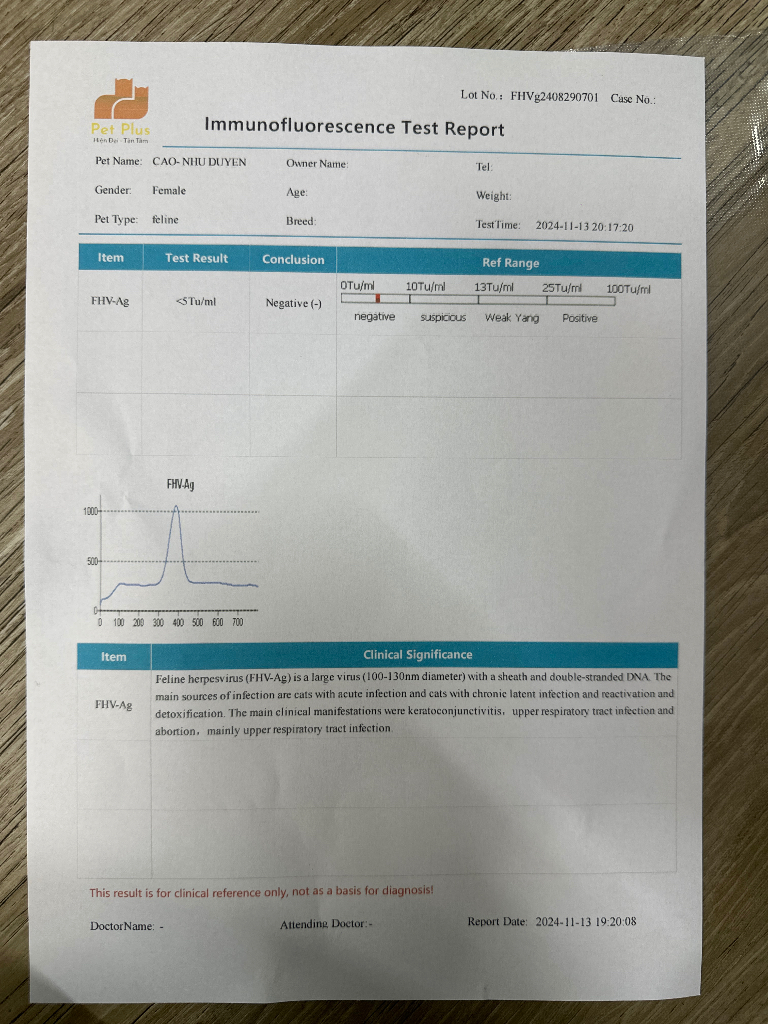 Pet Plus
Hiện Đại - Tận Tâm
Lot No.: FHVg2408290701 Case No.:
Immunofluorescence Test Report
Pet Name: CAO- NHU DUYEN Owner Name: Tel:
Gender: Female Age: Weight:
Pet Type: feline Breed: TestTime: 2024-11-13 20:17:20
Item Test Result Conclusion Ref Range
0Tu/ml 10Tu/ml 13Tu/ml 25Tu/ml 100Tu/ml
FHV-Ag <5Tu/ml Negative (-)
negative suspicious Weak Yang Positive
FHV-Ag
1000
500
0
0 100 200 300 400 500 600 700
Item Clinical Significance
FHV-Ag
Feline herpesvirus (FHV-Ag) is a large virus (100-130nm diameter) with a sheath and double-stranded DNA. The
main sources of infection are cats with acute infection and cats with chronic latent infection and reactivation and
detoxification. The main clinical manifestations were keratoconjunctivitis, upper respiratory tract infection and
abortion, mainly upper respiratory tract infection.
This result is for clinical reference only, not as a basis for diagnosis!
DoctorName: - Attending Doctor:- Report Date: 2024-11-13 19:20:08